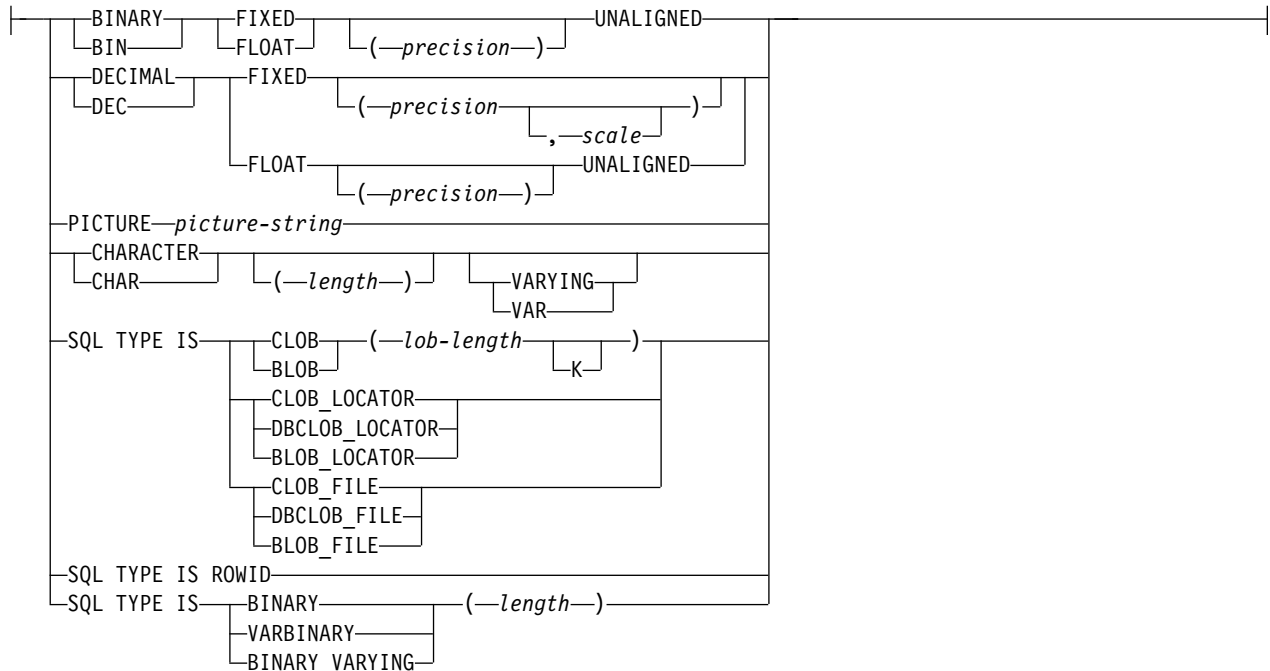 BINARY FIXED UNALIGNED
BIN FLOAT ( precision )
DECIMAL FIXED
DEC ( precision )
, scale
FLOAT UNALIGNED
( precision )
PICTURE picture-string
CHARACTER
CHAR ( length ) VARYING
VAR
SQL TYPE IS CLOB ( lob-length )
BLOB K
CLOB_LOCATOR
DBCLOB_LOCATOR
BLOB_LOCATOR
CLOB_FILE
DBCLOB_FILE
BLOB_FILE
SQL TYPE IS ROWID
SQL TYPE IS BINARY ( length )
VARBINARY
BINARY VARYING